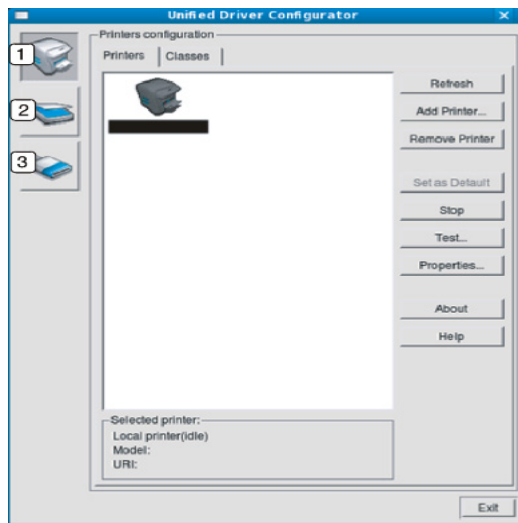 Unified Driver Configurator
1
2
3
Printers configuration
Printers
Classes
Refresh
Add Printer...
Remove Printer
Set as Default
Stop
Test...
Properties...
About
Help
Selected printer:
Local printer(idle)
Model:
URI:
Exit